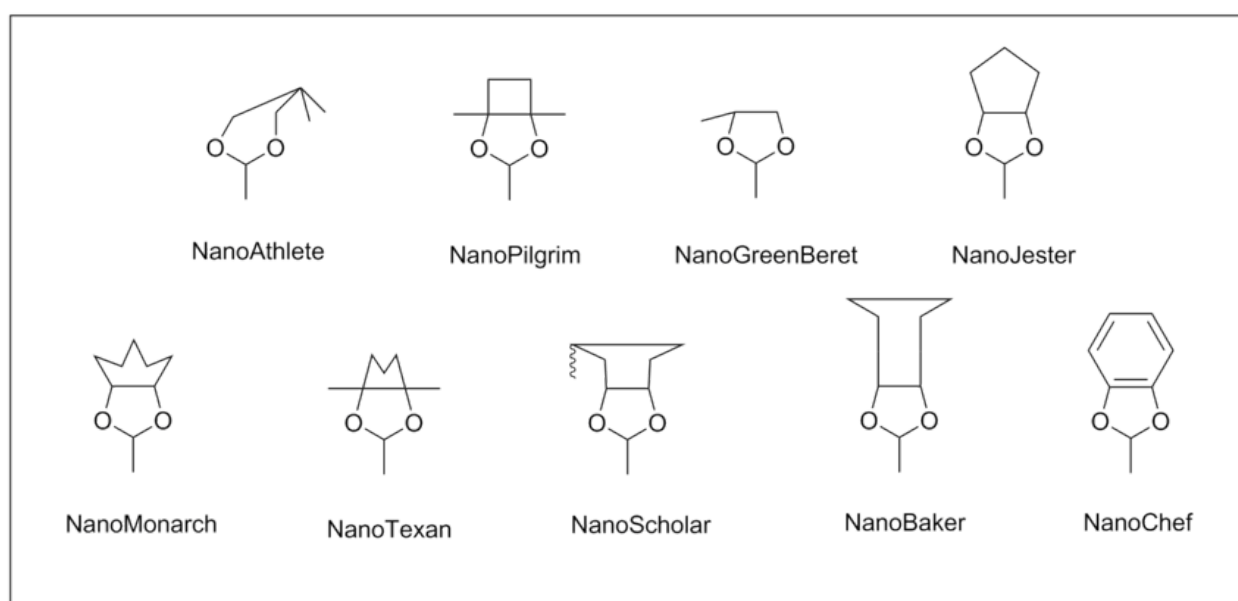 O O
O O
O O
O O
NanoAthlete
NanoPilgrim
NanoGreenBeret
NanoJester
O O
O O
O O
O O
O O
NanoMonarch
NanoTexan
NanoScholar
NanoBaker
NanoChef